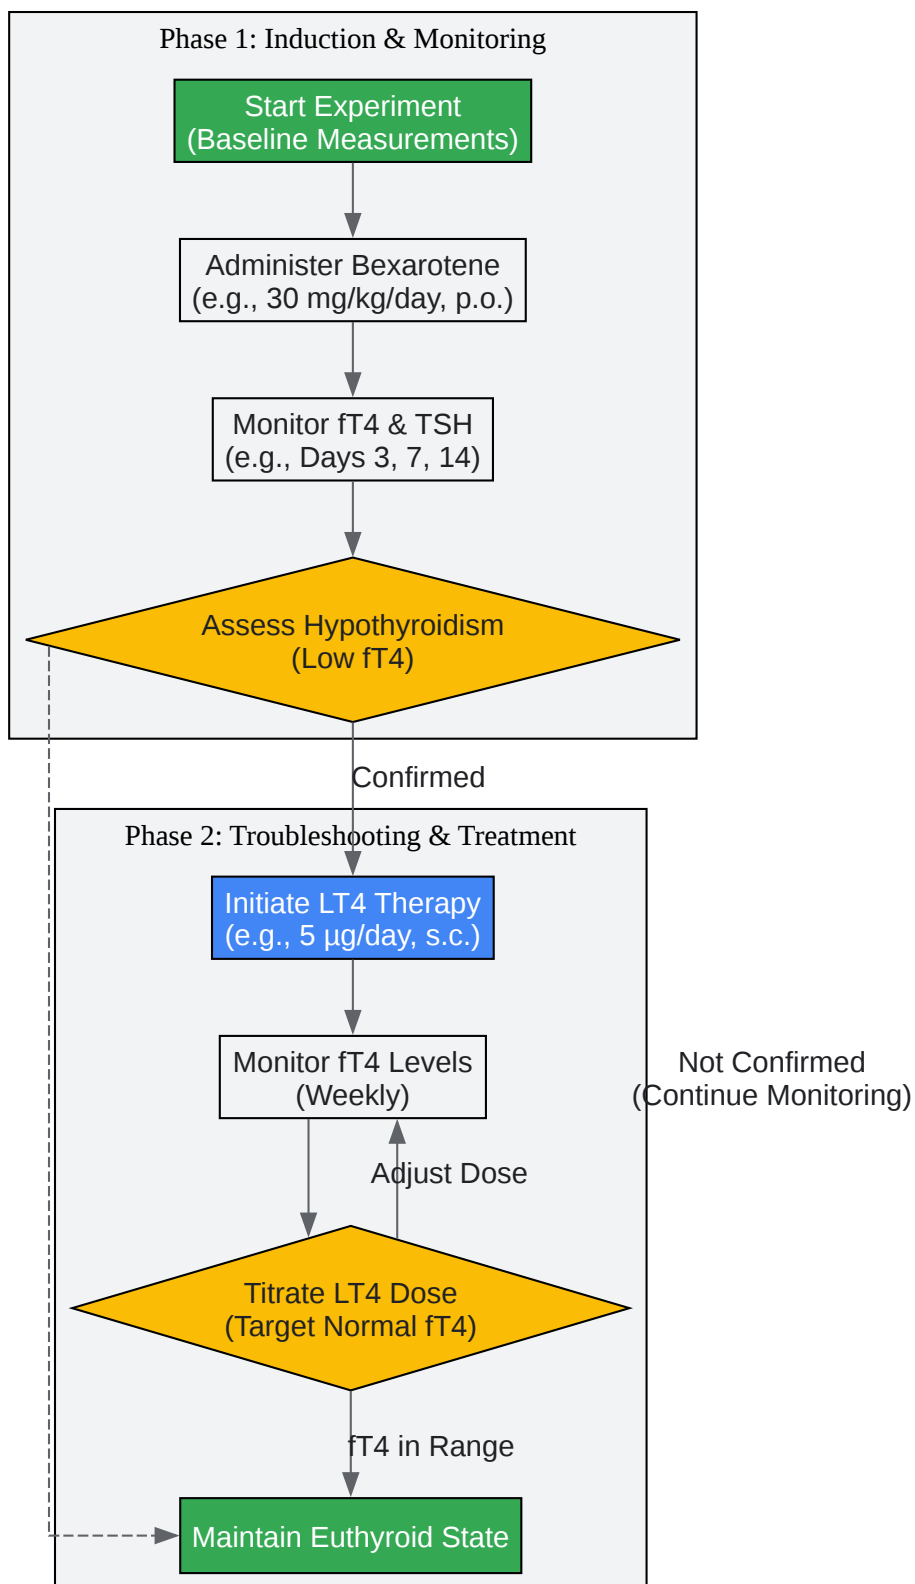 Phase 1: Induction & Monitoring
Start Experiment
(Baseline Measurements)
Administer Bexarotene
(e.g., 30 mg/kg/day, p.o.)
Monitor fT4 & TSH
(e.g., Days 3, 7, 14)
Assess Hypothyroidism
(Low fT4)
Confirmed
Phase 2: Troubleshooting & Treatment
Initiate LT4 Therapy
(e.g., 5 µg/day, s.c.)
Monitor fT4 Levels
(Weekly)
Not Confirmed
(Continue Monitoring)
Adjust Dose
Titrate LT4 Dose
(Target Normal fT4)
fT4 in Range
Maintain Euthyroid State